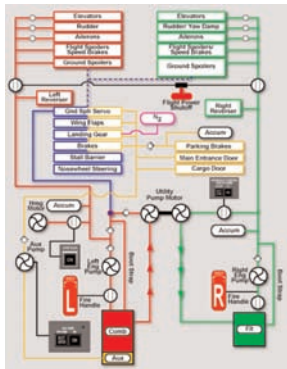 Elevators
Rudder
Ailerons
Flight Spoilers
Speed Brakes
Ground Spoilers
Elevators
Rudder/Yaw Damp
Ailerons
Flight Spoilers/
Speed Brakes
Ground Spoilers
Left
Reverser
Flight Power
Shutoff
Right
Reverser
Gnd Splr Servo
Wing Flaps
Landing Gear
Brakes
Stall Barrier
Nosewheel Steering
N2
Accum
Parking Brakes
Main Entrance Door
Cargo Door
Accum
Aux
Pump
Left Eng
Pump
Boot Strap
Utility
Pump Motor
Accum
Right Eng
Pump
Boot Strap
L
Fire
Handle
R
Fire
Handle
Comb
Aux
Flt